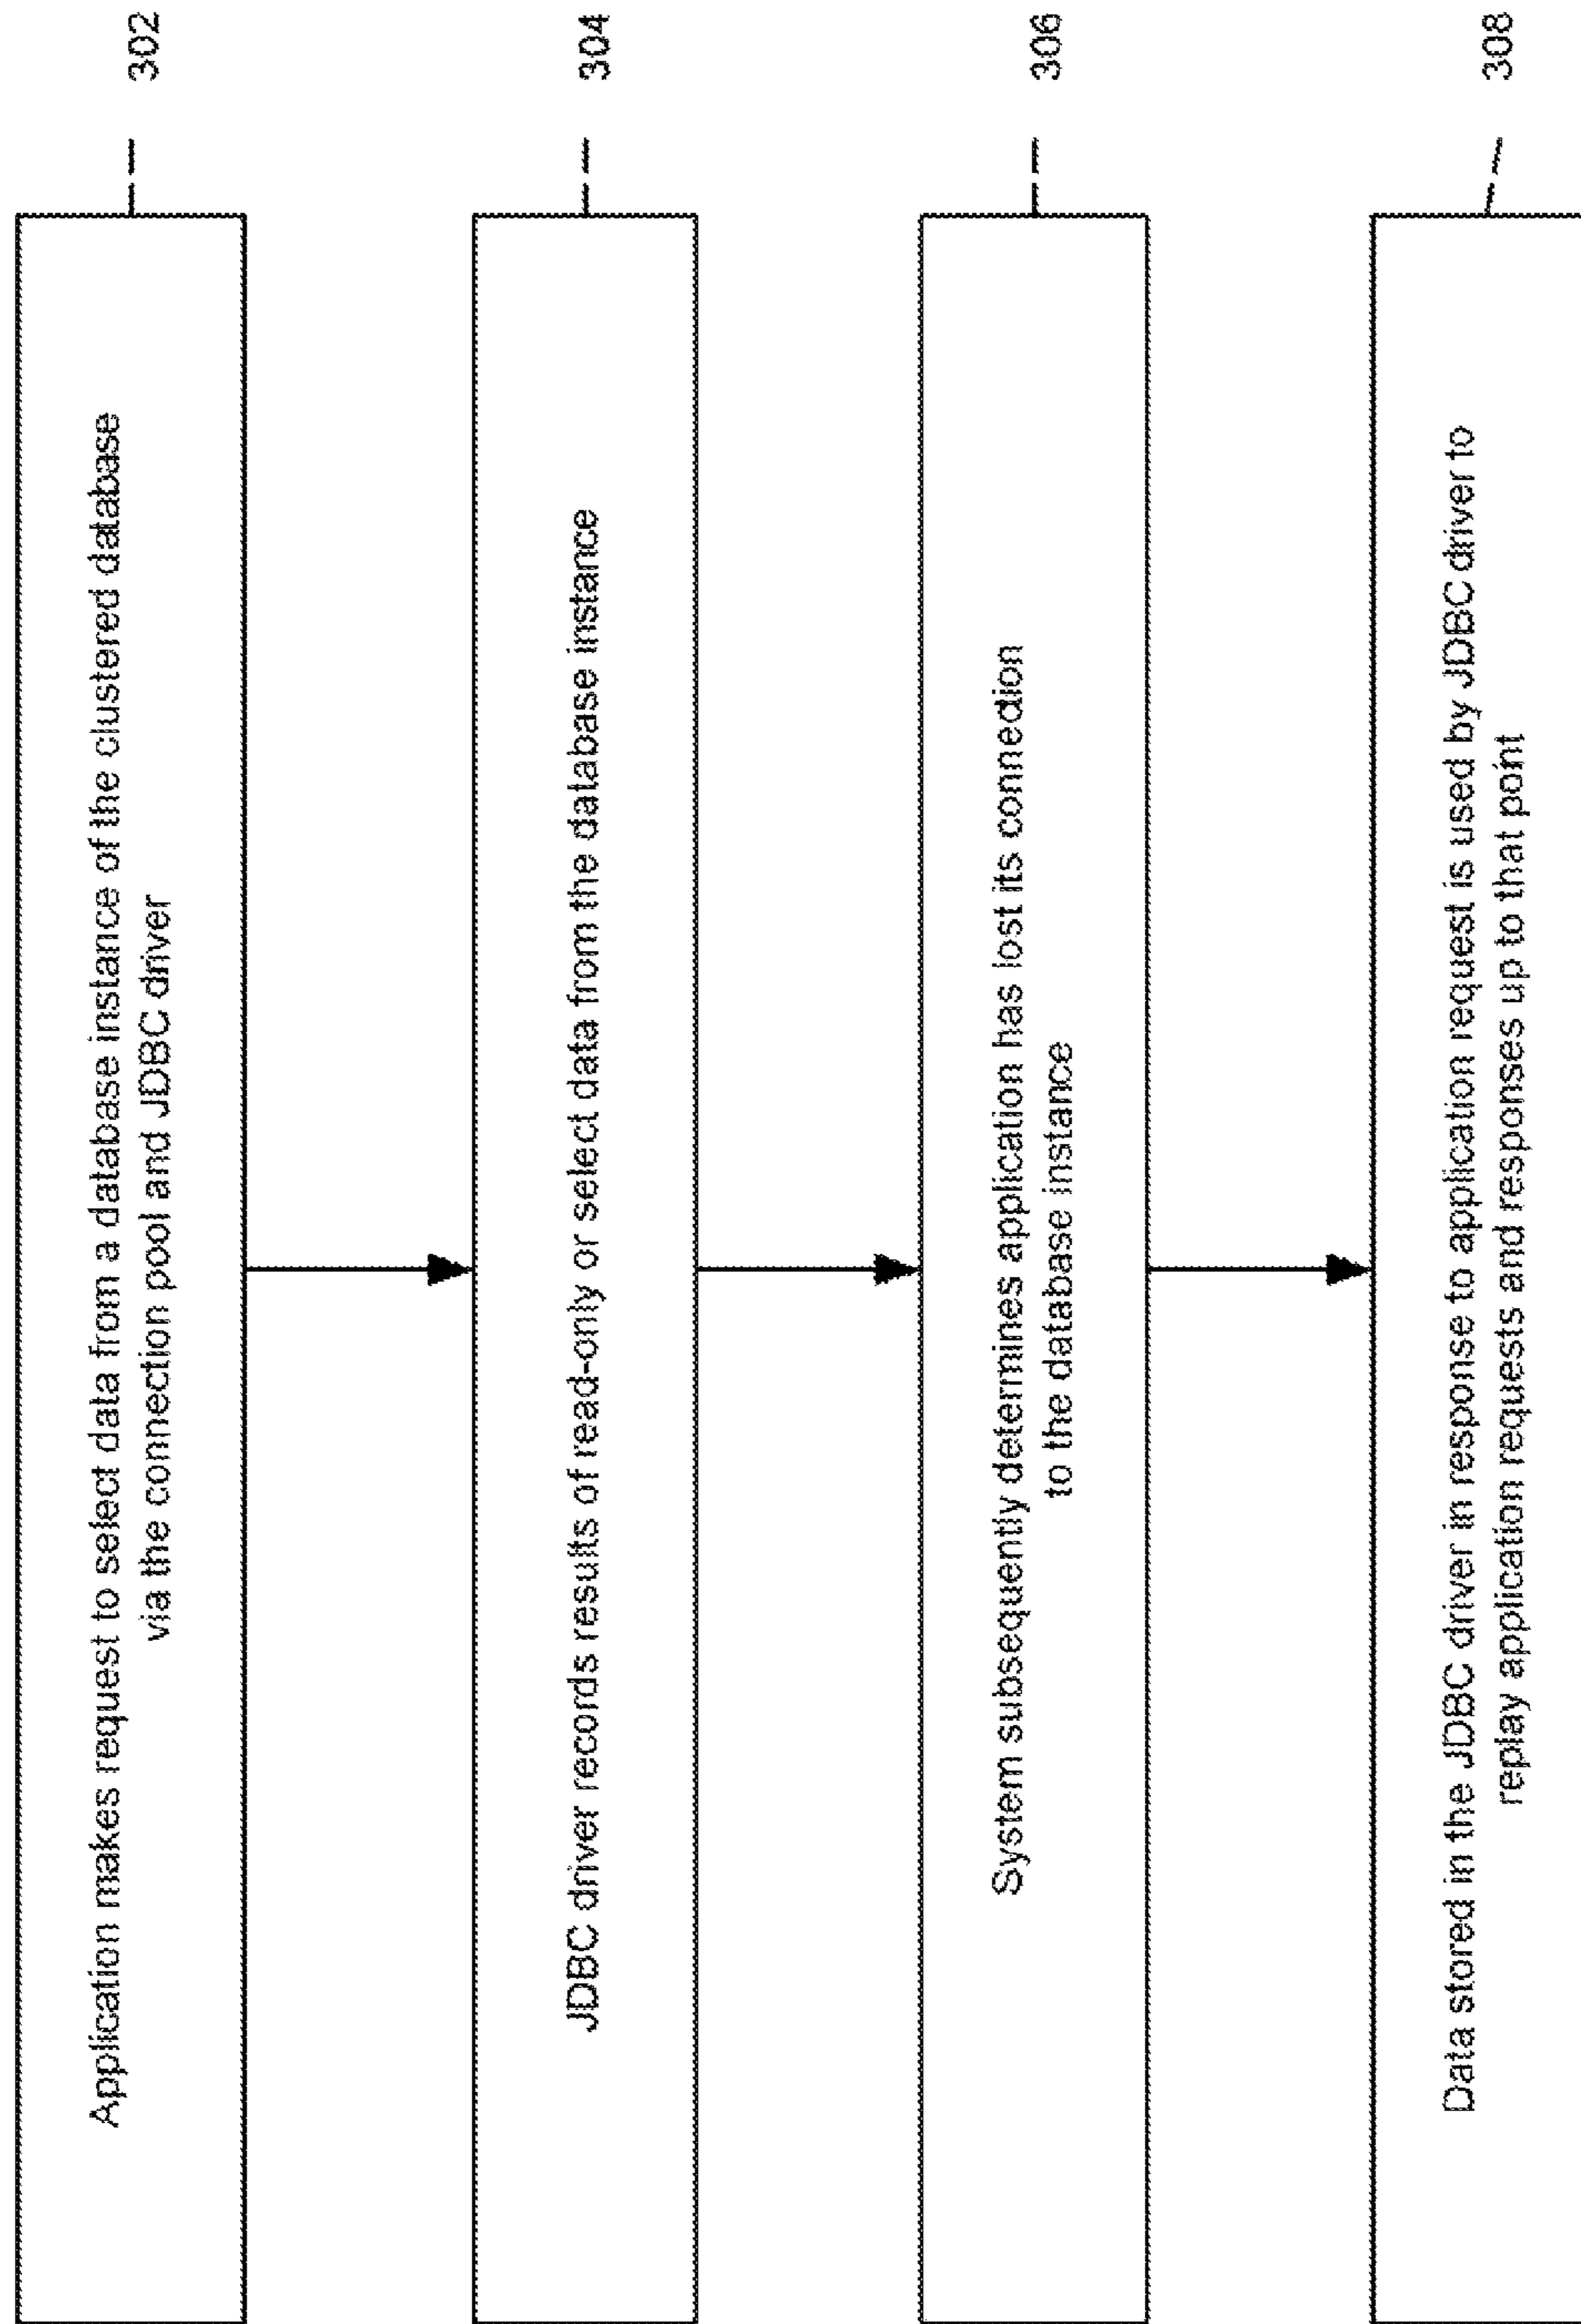 Application makes request to select data from a database instance of the clustered database
via the connection pool and JDBC driver
302
JDBC driver records results of read-only or select data from the database instance
304
System subsequently determines application has lost its connection
to the database instance
306
Data stored in the JDBC driver in response to application request is used by JDBC driver to
replay application requests and responses up to that point
308